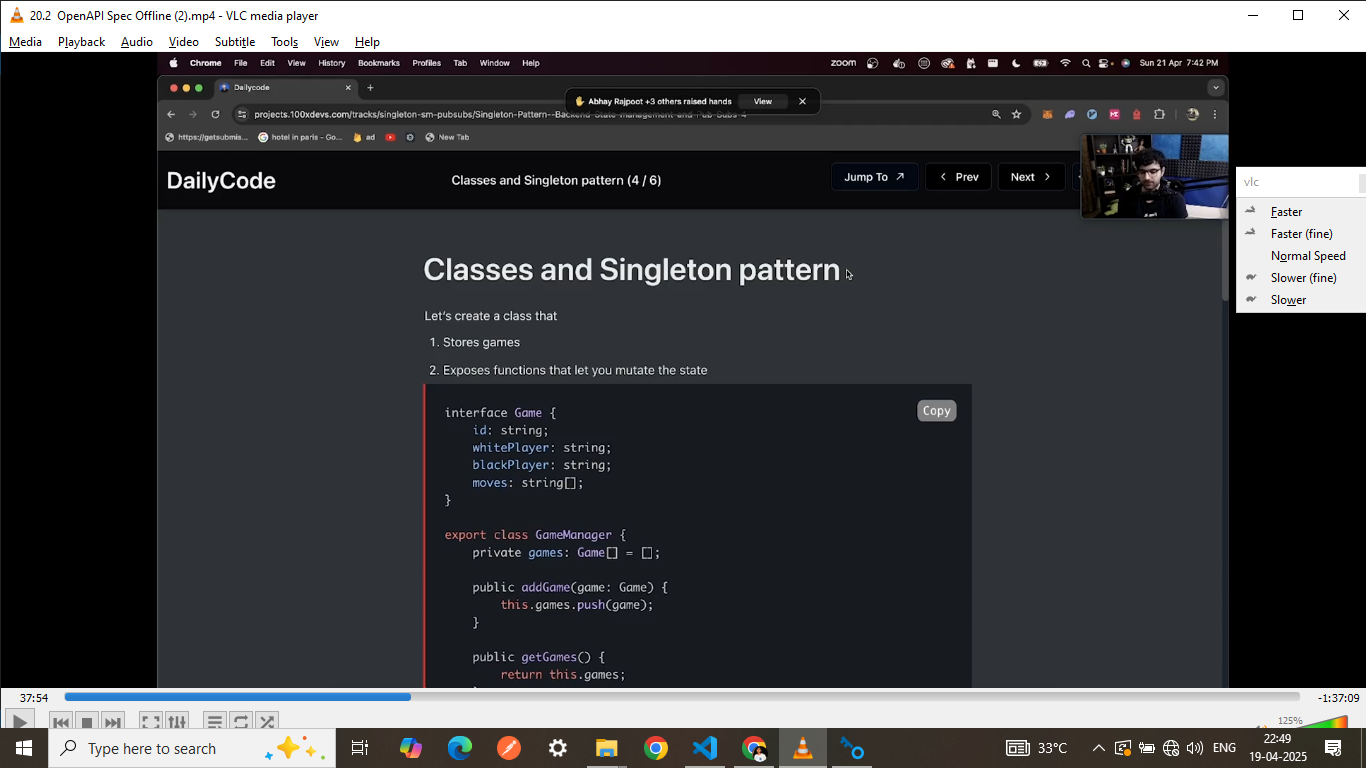 20.2 OpenAPI Spec Offline (2).mp4 - VLC media player
Media Playback Audio Video Subtitle Tools View Help
Chrome File Edit View History Bookmarks Profiles Tab Window Help
zoom Sun 21 Apr 7:42 PM
Dailycode
Abhay Rajpoot +3 others raised hands View
projects.100xdevs.com/tracks/singleton-sm-pubsubs/Singleton-Pattern--Backend-State-management-and-Pub-Subs-4
https://getsubmis... hotel in paris - Go... ad New Tab
DailyCode
Classes and Singleton pattern (4 / 6)
Jump To Prev Next
Classes and Singleton pattern
Let's create a class that
1. Stores games
2. Exposes functions that let you mutate the state
Copy
interface Game {
id: string;
whitePlayer: string;
blackPlayer: string;
moves: string[];
}
export class GameManager {
private games: Game[] = [];
public addGame(game: Game) {
this.games.push(game);
}
public getGames() {
return this.games;
vlc
Faster
Faster (fine)
Normal Speed
Slower (fine)
Slower
37:54
-1:37:09
125%
Type here to search
33°C
ENG
22:49
19-04-2025